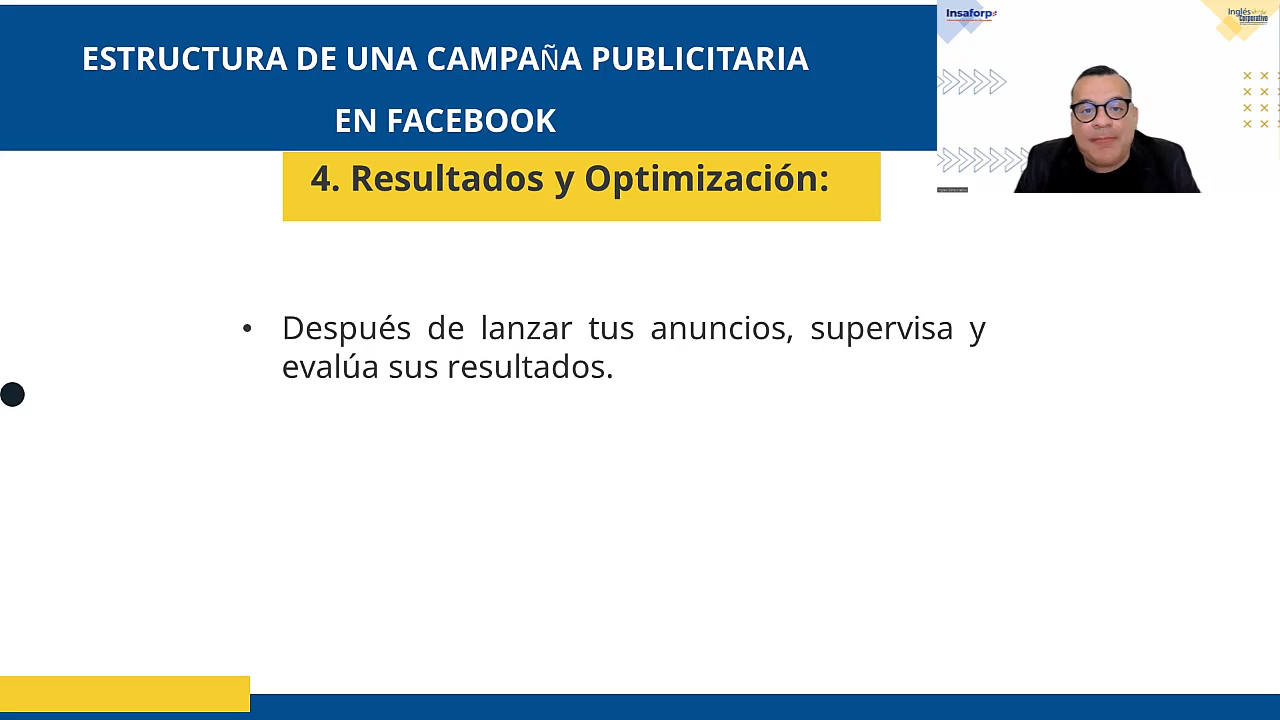 ESTRUCTURA DE UNA CAMPAÑA PUBLICITARIA
EN FACEBOOK
4. Resultados y Optimización:
• Después de lanzar tus anuncios, supervisa y
evalúa sus resultados.
Insaforp
Inglés
Corporativo